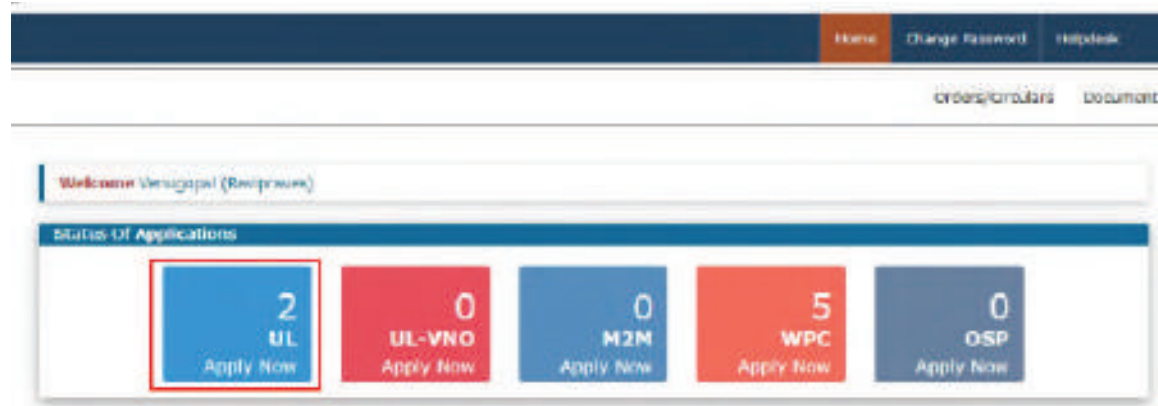 Home Change Password Helpdesk
Orders/Circulars Document
Welcome Venugopal
Status Of Applications
2 0 0 5 0
UL UL-VNO M2M WPC OSP
Apply Now Apply Now Apply Now Apply Now Apply Now